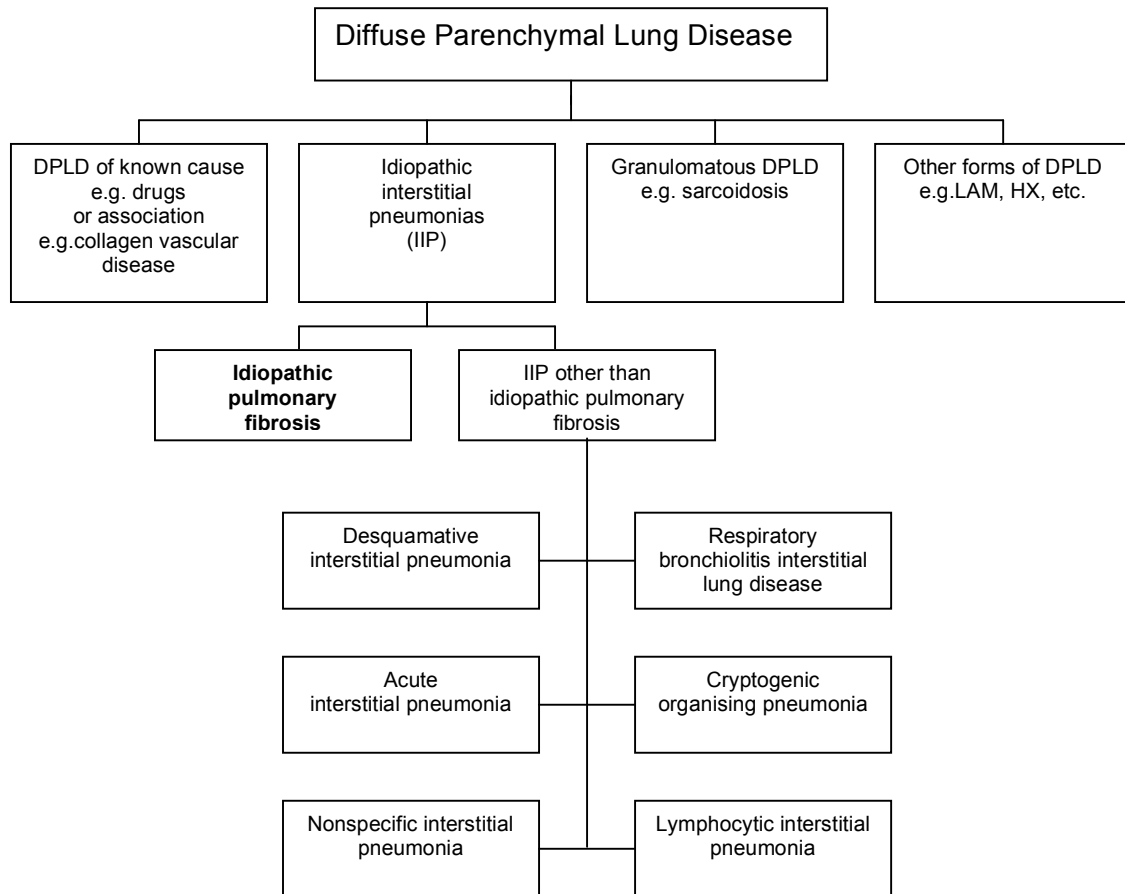 Diffuse Parenchymal Lung Disease
DPLD of known cause
e.g. drugs
or association
e.g.collagen vascular
disease
Idiopathic
interstitial
pneumonias
(IIP)
Granulomatous DPLD
e.g. sarcoidosis
Other forms of DPLD
e.g.LAM, HX, etc.
Idiopathic
pulmonary
fibrosis
IIP other than
idiopathic pulmonary
fibrosis
Desquamative
interstitial pneumonia
Respiratory
bronchiolitis interstitial
lung disease
Acute
interstitial pneumonia
Cryptogenic
organising pneumonia
Nonspecific interstitial
pneumonia
Lymphocytic interstitial
pneumonia